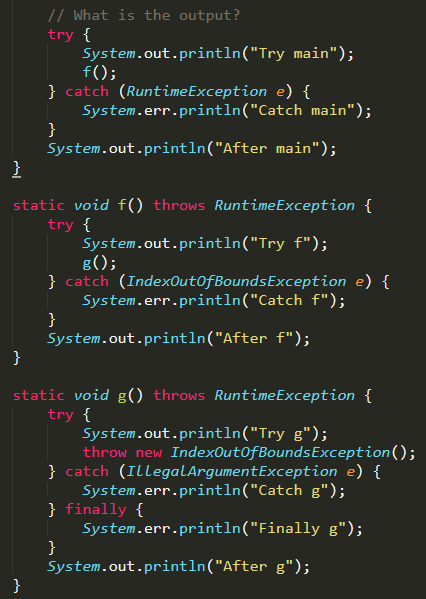 // What is the output?
try {
System.out.println("Try main");
f();
} catch (RuntimeException e) {
System.err.println("Catch main");
}
System.out.println("After main");
}
static void f() throws RuntimeException {
try {
System.out.println("Try f");
g();
} catch (IndexOutOfBoundsException e) {
System.err.println("Catch f");
}
System.out.println("After f");
}
static void g() throws RuntimeException {
try {
System.out.println("Try g");
throw new IndexOutOfBoundsException();
} catch (IllegalArgumentException e) {
System.err.println("Catch g");
} finally {
System.err.println("Finally g");
}
System.out.println("After g");
}